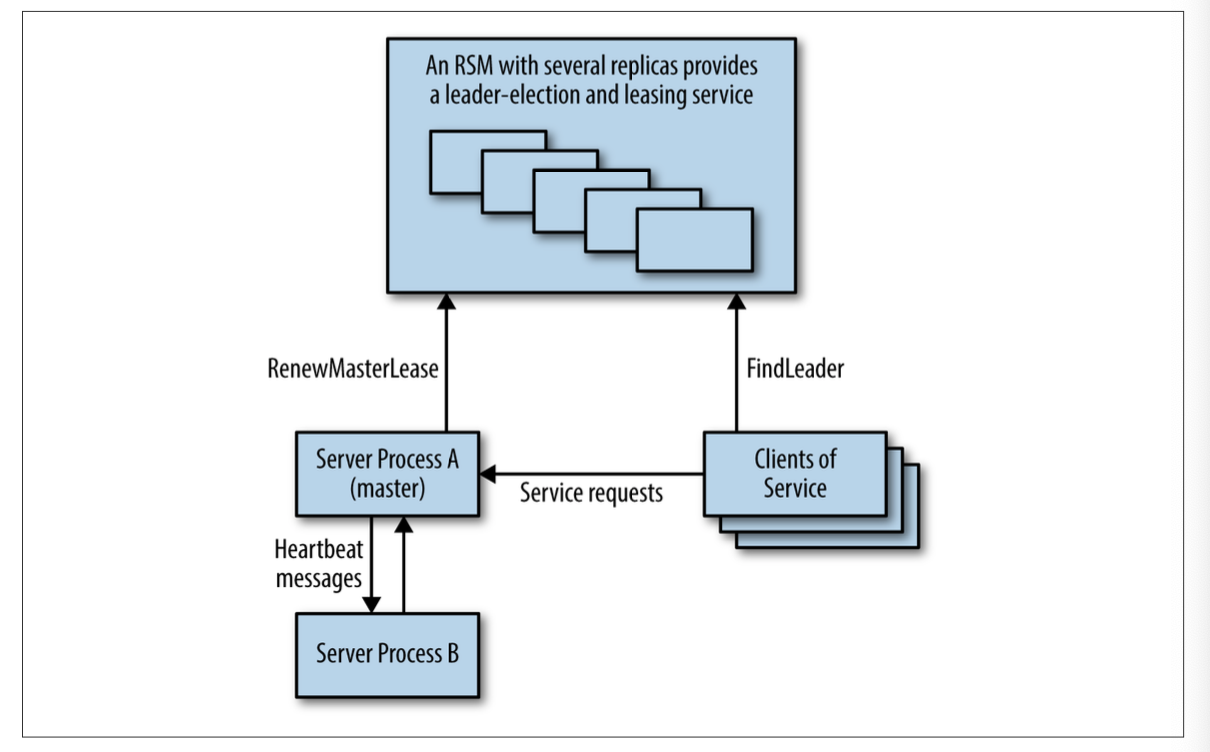 An RSM with several replicas provides
a leader-election and leasing service
RenewMasterLease
FindLeader
Server Process A
(master)
Service requests
Clients of
Service
Heartbeat
messages
Server Process B